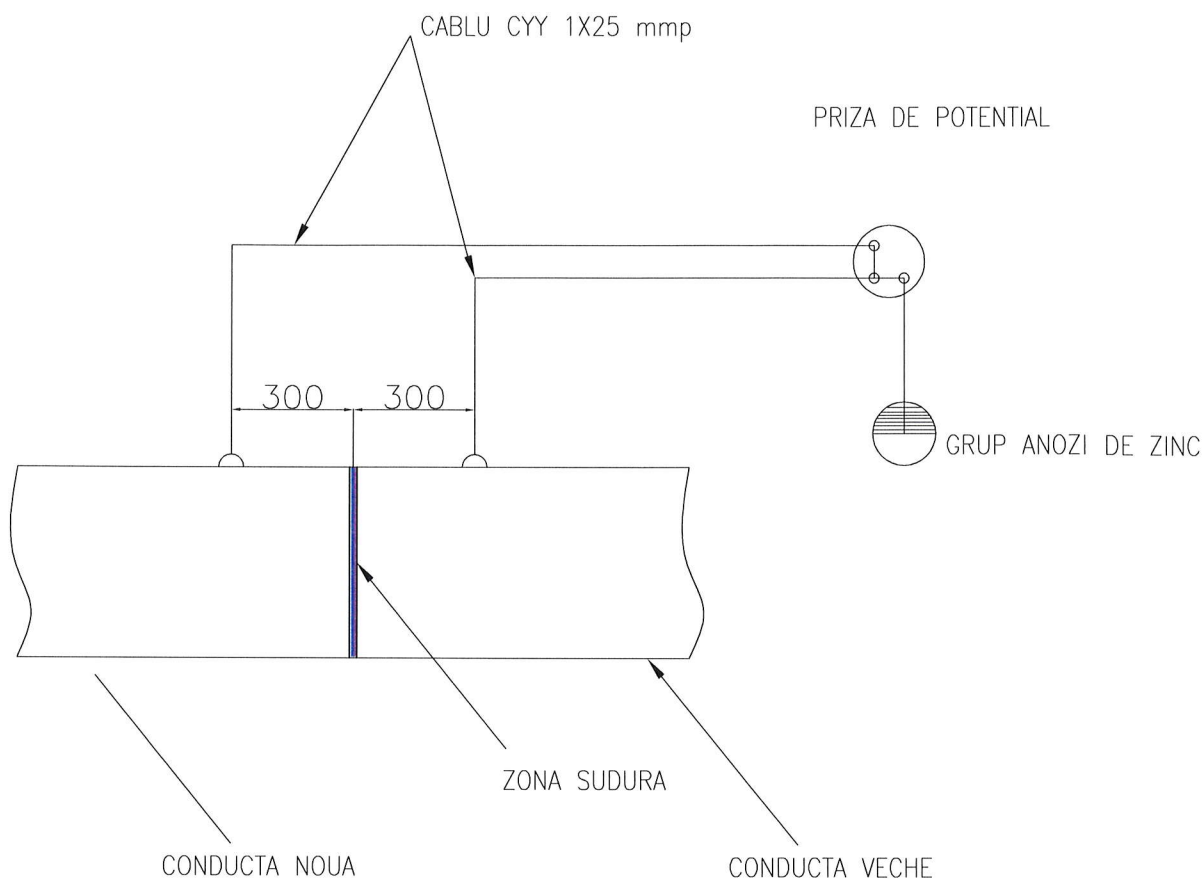 CABLU CYY 1X25 mmp
PRIZA DE POTENTIAL
300
300
GRUP ANOZI DE ZINC
ZONA SUDURA
CONDUCTA NOUA
CONDUCTA VECHE